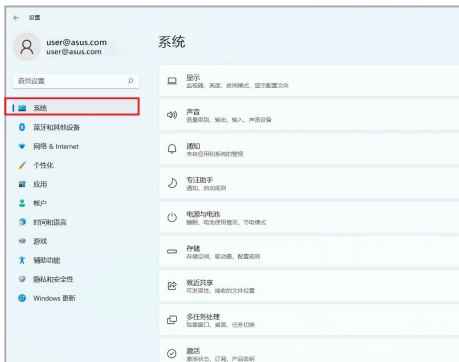 设置
user@asus.com
user@asus.com
查找设置
系统
蓝牙和其他设备
网络 & Internet
个性化
应用
帐户
时间和语言
游戏
辅助功能
隐私和安全性
Windows 更新
系统
显示
监视器、亮度、夜间模式、显示配置文件
声音
音量级别、输出、输入、声音设备
通知
来自应用和系统的警报
专注助手
通知、自动规则
电源与电池
睡眠、电池使用情况、节电模式
存储
存储空间、驱动器、配置规则
就近共享
可发现性、接收的文件位置
多任务处理
贴靠窗口、桌面、任务切换
激活
激活状态、订阅、产品密钥